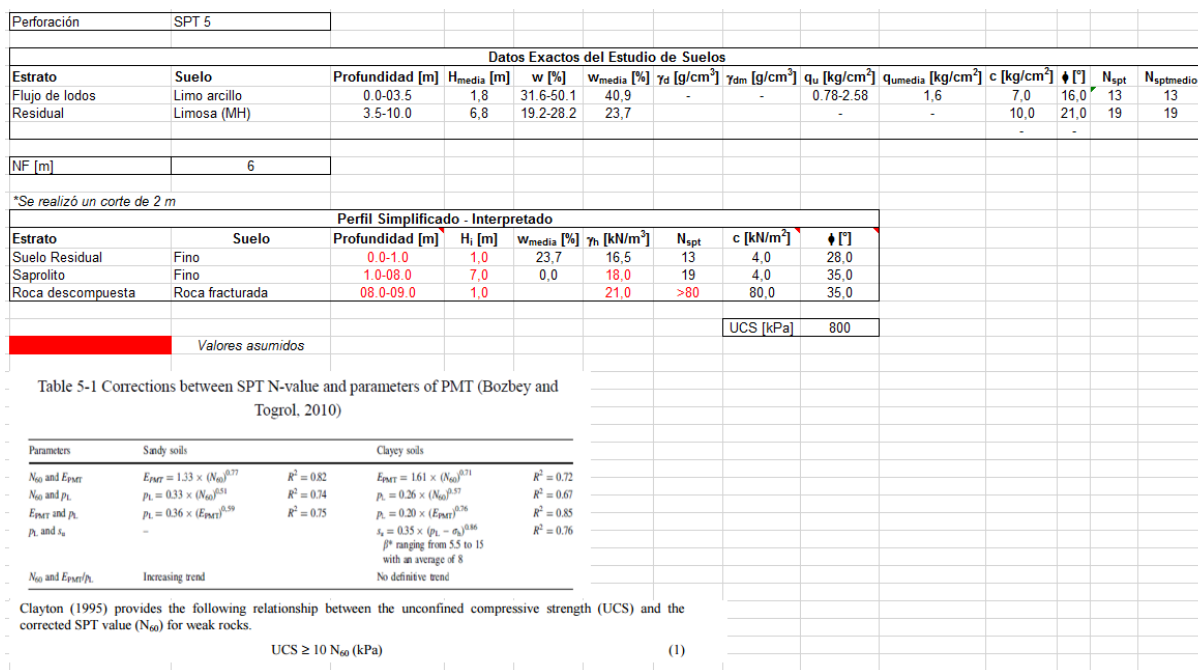 Perforación SPT 5
Datos Exactos del Estudio de Suelos
Estrato Suelo Profundidad [m] Hmedia [m] w [%] wmedia [%] γd [g/cm³] γdm [g/cm³] qu [kg/cm²] qumedia [kg/cm²] c [kg/cm²] ϕ [°] Nspt Nsptmedio
Flujo de lodos Limo arcillo 0.0-03.5 1,8 31.6-50.1 40,9 - - 0.78-2.58 1,6 7,0 16,0 13 13
Residual Limosa (MH) 3.5-10.0 6,8 19.2-28.2 23,7 - - 10,0 21,0 19 19
- -
NF [m] 6
*Se realizó un corte de 2 m
Perfil Simplificado - Interpretado
Estrato Suelo Profundidad [m] Hi [m] wmedia [%] γh [kN/m³] Nspt c [kN/m²] ϕ [°]
Suelo Residual Fino 0.0-1.0 1,0 23,7 16,5 13 4,0 28,0
Saprolito Fino 1.0-08.0 7,0 0,0 18,0 19 4,0 35,0
Roca descompuesta Roca fracturada 08.0-09.0 1,0 21,0 >80 80,0 35,0
UCS [kPa] 800
Valores asumidos
Table 5-1 Corrections between SPT N-value and parameters of PMT (Bozbey and
Togrol, 2010)
Parameters Sandy soils Clayey soils
N60 and EPMT EPMT = 1.33 × (N60)^0.77 R² = 0.82 EPMT = 1.61 × (N60)^0.71 R² = 0.72
N60 and pL pL = 0.33 × (N60)^0.51 R² = 0.74 pL = 0.26 × (N60)^0.57 R² = 0.67
EPMT and pL pL = 0.36 × (EPMT)^0.59 R² = 0.75 pL = 0.20 × (EPMT)^0.76 R² = 0.85
pL and su – su = 0.35 × (pL − σh)^0.86 R² = 0.76
β* ranging from 5.5 to 15
with an average of 8
N60 and EPMT/pL Increasing trend No definitive trend
Clayton (1995) provides the following relationship between the unconfined compressive strength (UCS) and the
corrected SPT value (N60) for weak rocks.
UCS ≥ 10 N60 (kPa) (1)